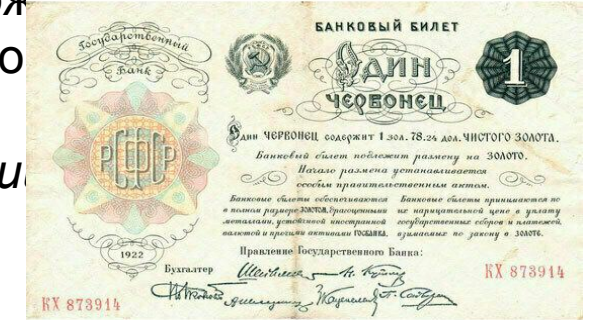 о
Государственный
Банк
БАНКОВЫЙ БИЛЕТ
ОДИН
ЧЕРВОНЕЦ
1
Один ЧЕРВОНЕЦ содержит 1 зол. 78.24 дол. ЧИСТОГО ЗОЛОТА.
Банковый билет подлежит размену на ЗОЛОТО.
Начало размена устанавливается
особым правительственным актом.
РСФСР
Банковые билеты обеспечиваются
в полном размере ЗОЛОТОМ, драгоценными
металлами, устойчивой иностранной
валютой и прочими активами ГОСБАНКА.
Банковые билеты принимаются по
их нарицательной цене в уплату
государственных сборов и платежей,
взимаемых по закону в ЗОЛОТЕ.
1922
Правление Государственного Банка:
Бухгалтер
КХ 873914
КХ 873914